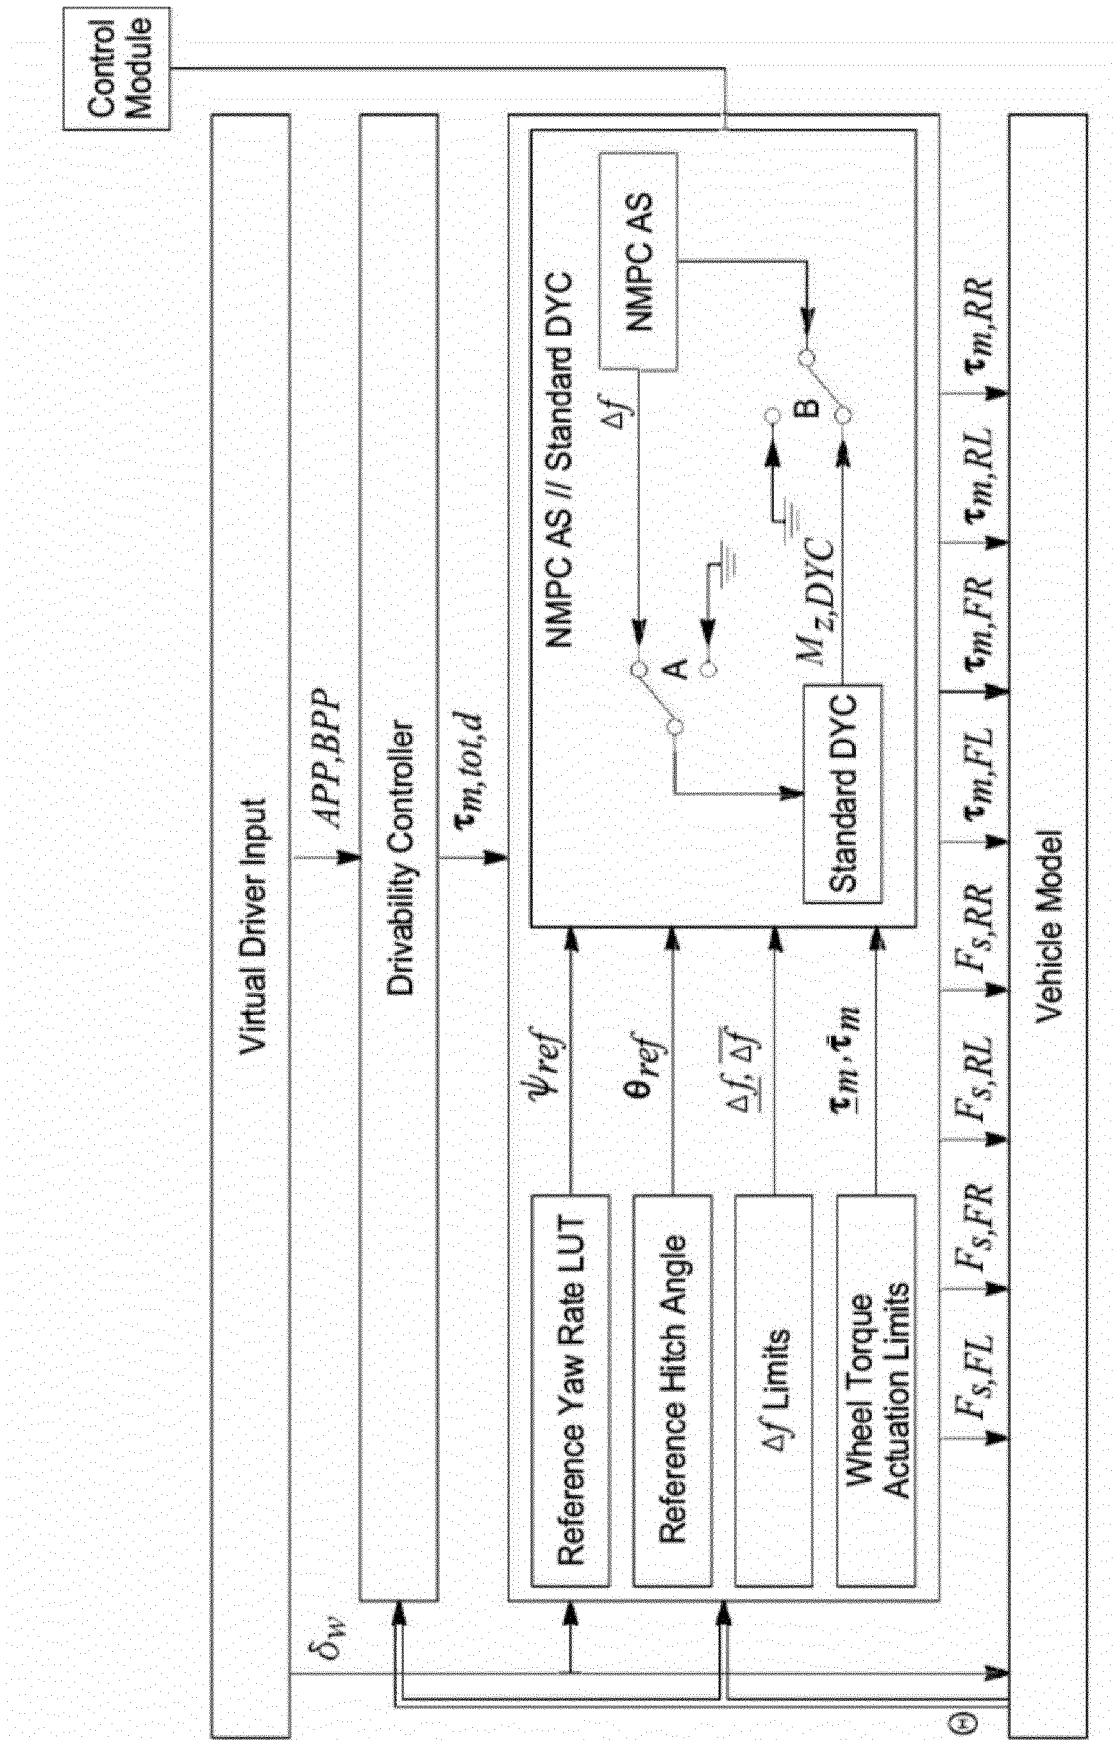 Control
Module
Virtual Driver Input
δw
APP,BPP
Drivability Controller
τm,tot,d
Reference Yaw Rate LUT
ψref
Reference Hitch Angle
θref
Δf Limits
Δf, Δf
Wheel Torque
Actuation Limits
τm, τm
NMPC AS // Standard DYC
NMPC AS
Δf
A
B
Mz,DYC
Standard DYC
Fs,FL
Fs,FR
Fs,RL
Fs,RR
τm,FL
τm,FR
τm,RL
τm,RR
Θ
Vehicle Model